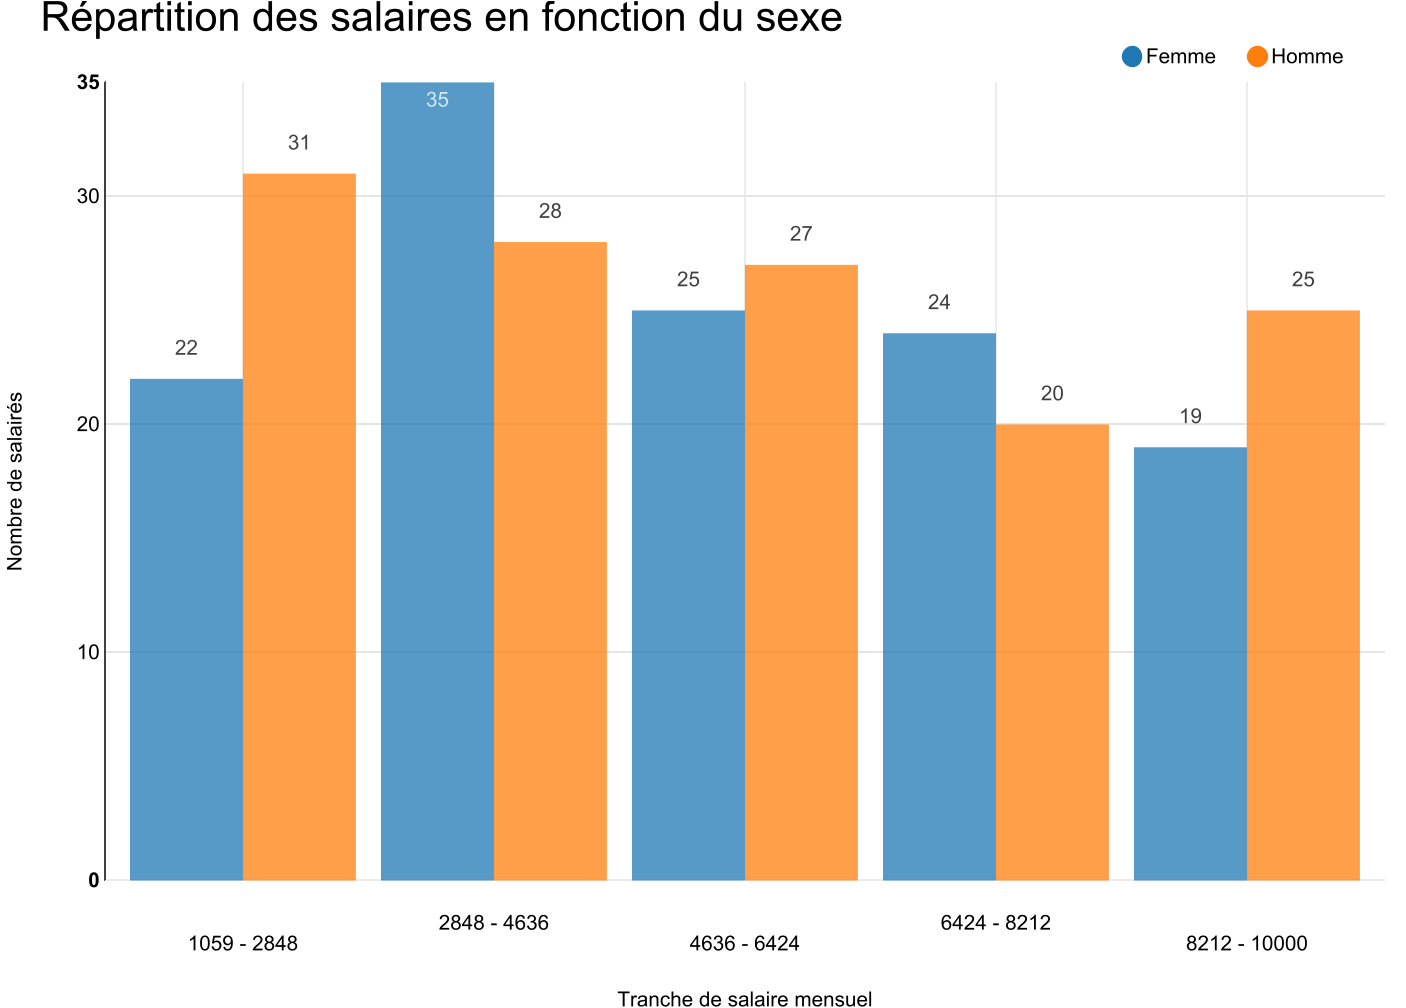 Répartition des salaires en fonction du sexe
Femme Homme
35
30
20
10
0
Nombre de salairés
22 31 35 28 25 27 24 20 19 25
1059 - 2848 2848 - 4636 4636 - 6424 6424 - 8212 8212 - 10000
Tranche de salaire mensuel